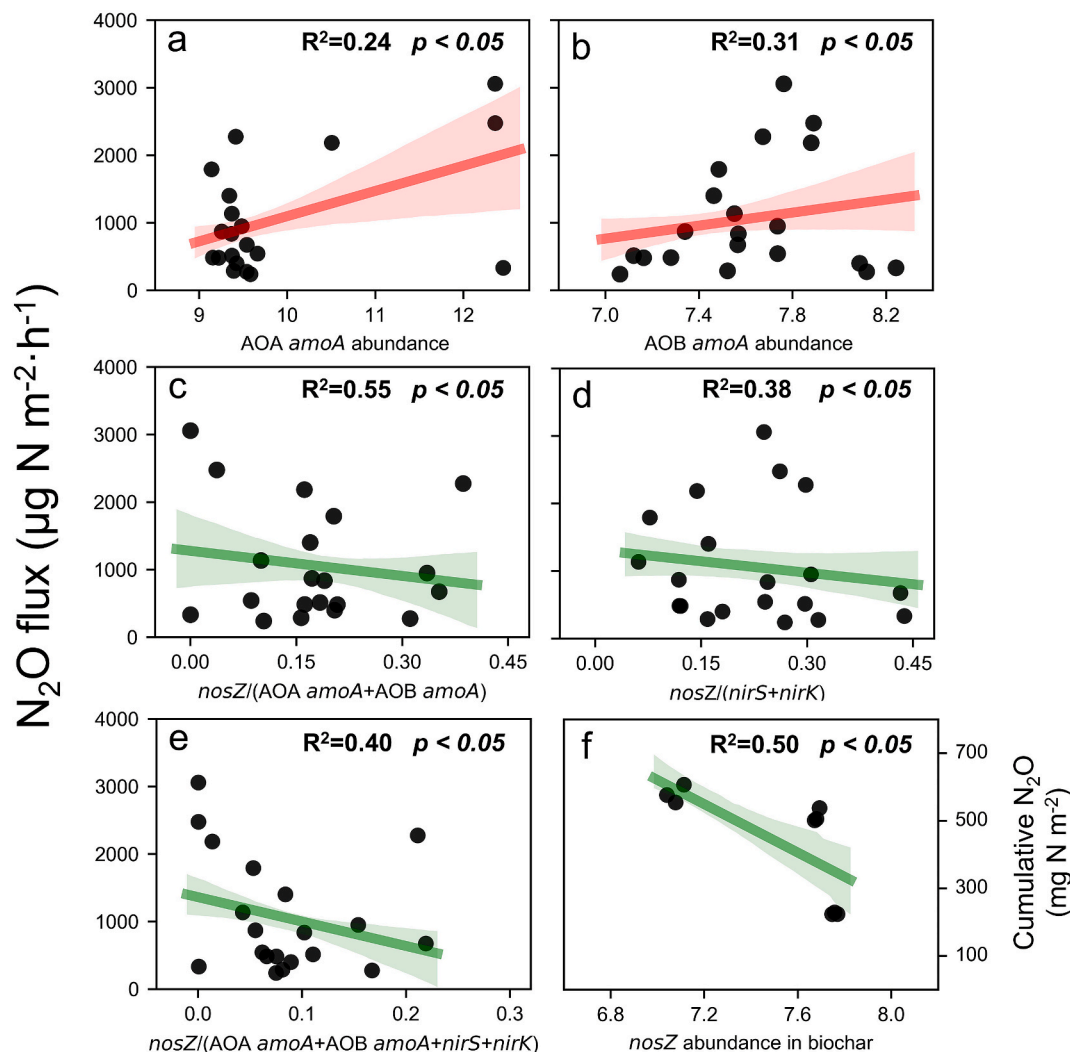 N₂O flux (µg N m⁻²·h⁻¹)
a
R²=0.24 p < 0.05
4000
3000
2000
1000
0
9 10 11 12
AOA amoA abundance
b
R²=0.31 p < 0.05
7.0 7.4 7.8 8.2
AOB amoA abundance
c
R²=0.55 p < 0.05
4000
3000
2000
1000
0
0.00 0.15 0.30 0.45
nosZ/(AOA amoA+AOB amoA)
d
R²=0.38 p < 0.05
0.00 0.15 0.30 0.45
nosZ/(nirS+nirK)
e
R²=0.40 p < 0.05
4000
3000
2000
1000
0
0.0 0.1 0.2 0.3
nosZ/(AOA amoA+AOB amoA+nirS+nirK)
f
R²=0.50 p < 0.05
700
500
300
100
6.8 7.2 7.6 8.0
nosZ abundance in biochar
Cumulative N₂O
(mg N m⁻²)